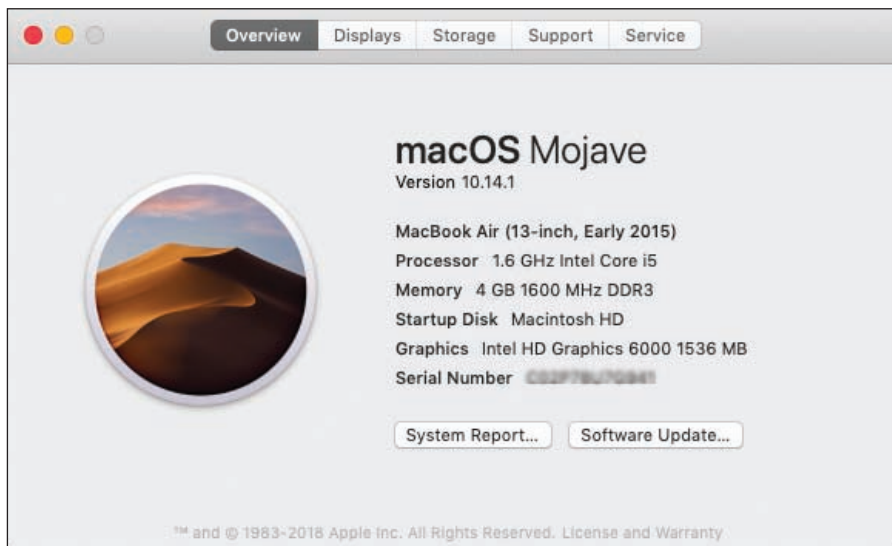 Overview Displays Storage Support Service
macOS Mojave
Version 10.14.1
MacBook Air (13-inch, Early 2015)
Processor 1.6 GHz Intel Core i5
Memory 4 GB 1600 MHz DDR3
Startup Disk Macintosh HD
Graphics Intel HD Graphics 6000 1536 MB
Serial Number
System Report... Software Update...
™ and © 1983-2018 Apple Inc. All Rights Reserved. License and Warranty